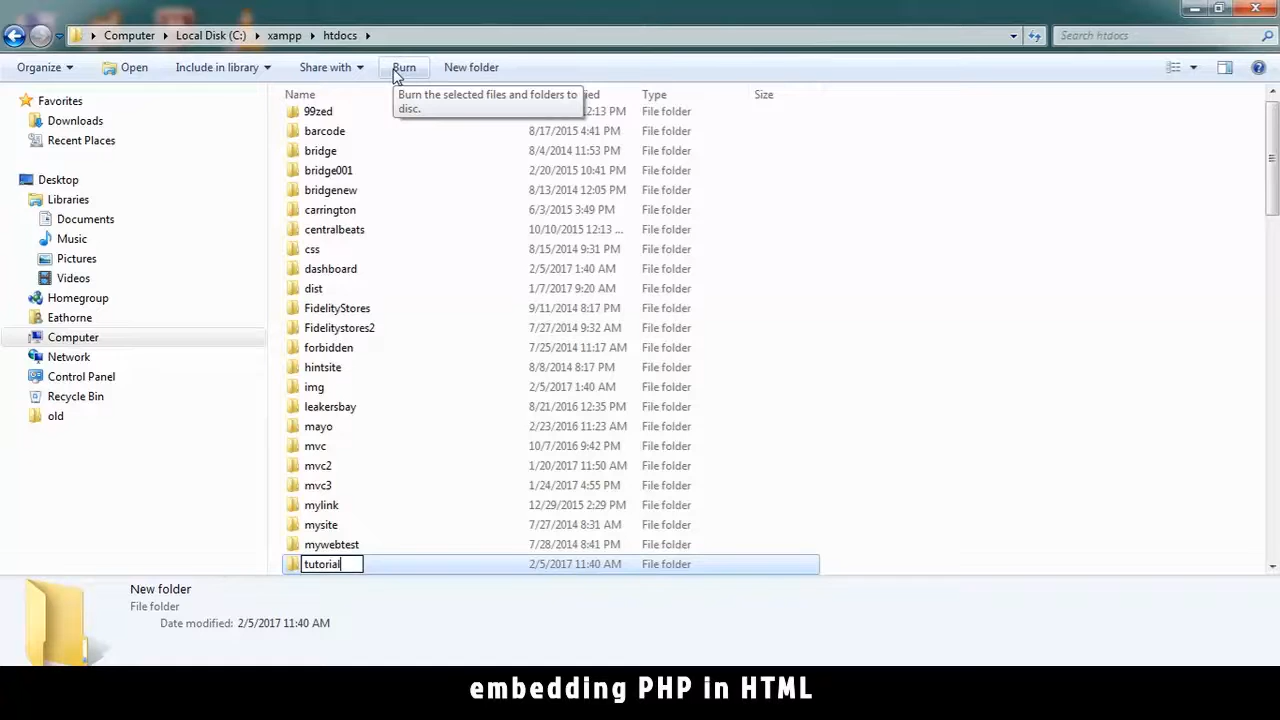 Computer Local Disk (C:) xampp htdocs Search htdocs
Organize Open Include in library Share with Burn New folder
Burn the selected files and folders to
disc.
Favorites
Downloads
Recent Places
Desktop
Libraries
Documents
Music
Pictures
Videos
Homegroup
Eathorne
Computer
Network
Control Panel
Recycle Bin
old
Name Type Size
99zed 12:13 PM File folder
barcode 8/17/2015 4:41 PM File folder
bridge 8/4/2014 11:53 PM File folder
bridge001 2/20/2015 10:41 PM File folder
bridgenew 8/13/2014 12:05 PM File folder
carrington 6/3/2015 3:49 PM File folder
centralbeats 10/10/2015 12:13 ... File folder
css 8/15/2014 9:31 PM File folder
dashboard 2/5/2017 1:40 AM File folder
dist 1/7/2017 9:20 AM File folder
FidelityStores 9/11/2014 8:17 PM File folder
Fidelitystores2 7/27/2014 9:32 AM File folder
forbidden 7/25/2014 11:17 AM File folder
hintsite 8/8/2014 8:17 PM File folder
img 2/5/2017 1:40 AM File folder
leakersbay 8/21/2016 12:35 PM File folder
mayo 2/23/2016 11:23 AM File folder
mvc 10/7/2016 9:42 PM File folder
mvc2 1/20/2017 11:50 AM File folder
mvc3 1/24/2017 4:55 PM File folder
mylink 12/29/2015 2:29 PM File folder
mysite 7/27/2014 8:31 AM File folder
mywebtest 7/28/2014 8:41 PM File folder
tutorial 2/5/2017 11:40 AM File folder
New folder
File folder
Date modified: 2/5/2017 11:40 AM
embedding PHP in HTML